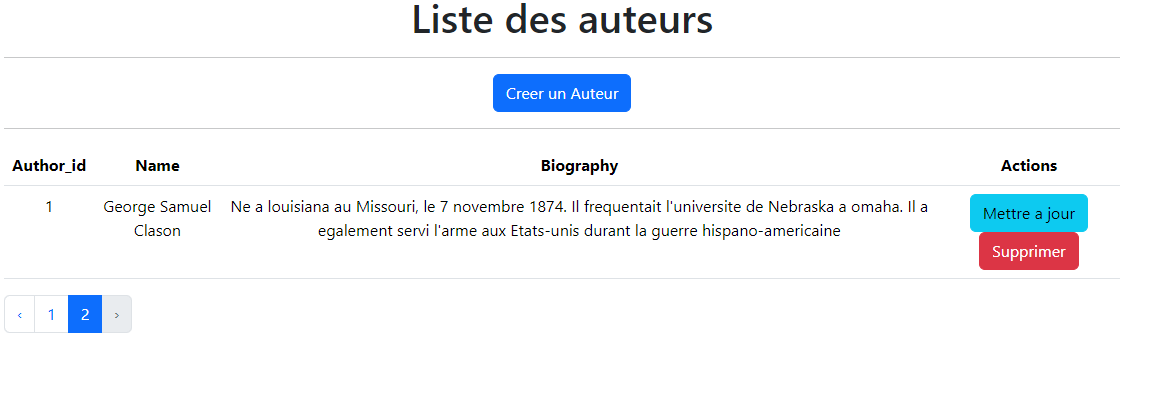 Liste des auteurs
Creer un Auteur
Author_id Name Biography Actions
1 George Samuel Ne a louisiana au Missouri, le 7 novembre 1874. Il frequentait l'universite de Nebraska a omaha. Il a Mettre a jour
Clason egalement servi l'arme aux Etats-unis durant la guerre hispano-americaine
Supprimer
‹ 1 2 ›